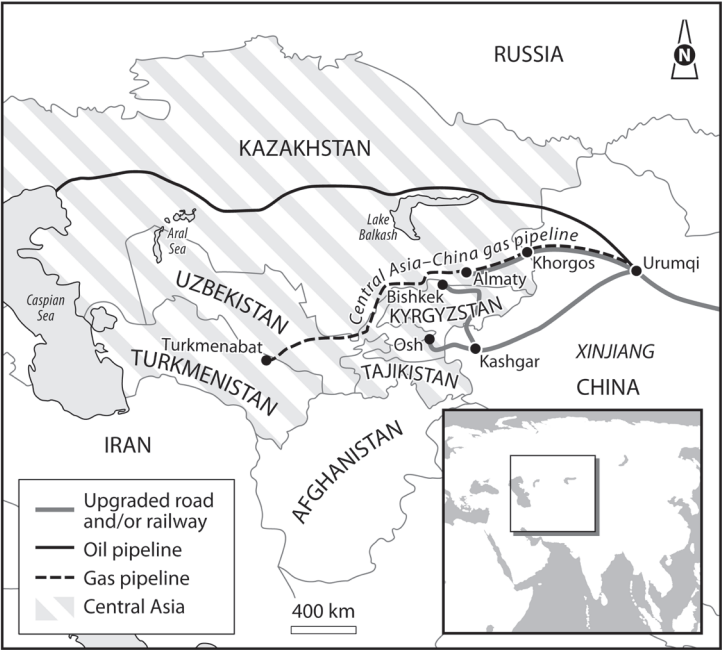 RUSSIA
N
KAZAKHSTAN
Aral
Sea
Lake
Balkash
Central Asia–China gas pipeline
Khorgos
Urumqi
Almaty
UZBEKISTAN
Bishkek
KYRGYZSTAN
Caspian
Sea
Turkmenabat
Osh
Kashgar
XINJIANG
TURKMENISTAN
TAJIKISTAN
CHINA
IRAN
AFGHANISTAN
Upgraded road
and/or railway
Oil pipeline
Gas pipeline
Central Asia
400 km